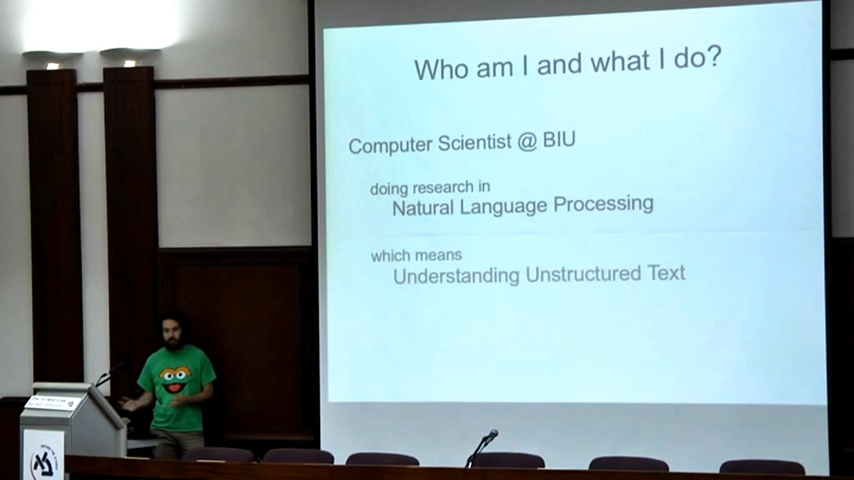 Who am I and what I do?
Computer Scientist @ BIU
doing research in
Natural Language Processing
which means
Understanding Unstructured Text